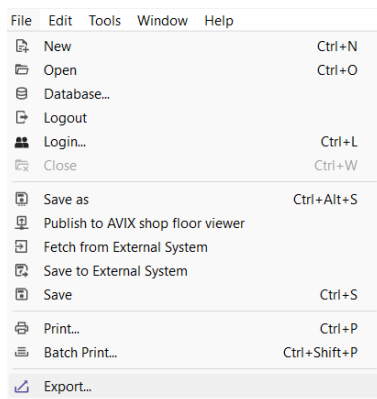 File Edit Tools Window Help
New Ctrl+N
Open Ctrl+O
Database...
Logout
Login... Ctrl+L
Close Ctrl+W
Save as Ctrl+Alt+S
Publish to AVIX shop floor viewer
Fetch from External System
Save to External System
Save Ctrl+S
Print... Ctrl+P
Batch Print... Ctrl+Shift+P
Export...